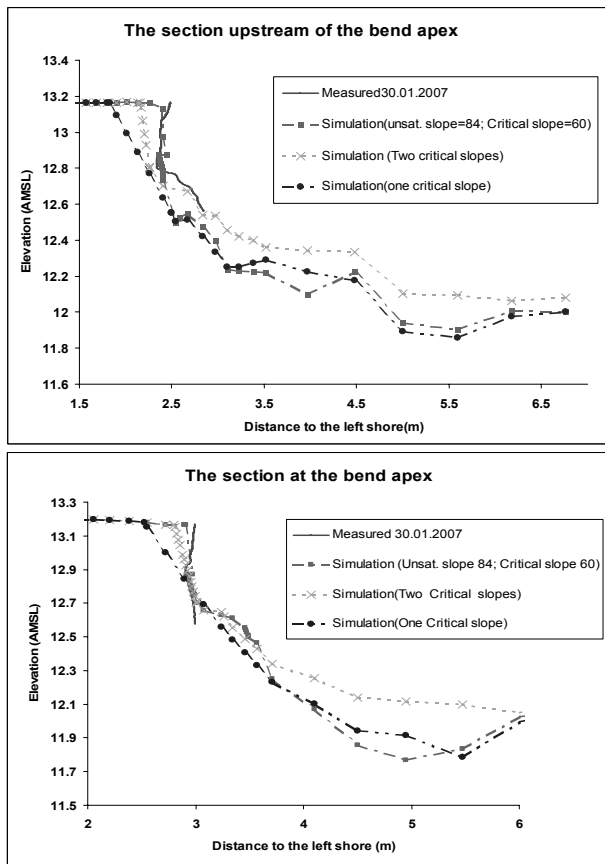 The section upstream of the bend apex
Measured30.01.2007
Simulation(unsat. slope=84; Critical slope=60)
Simulation (Two critical slopes)
Simulation(one critical slope)
Elevation (AMSL)
13.4
13.2
13
12.8
12.6
12.4
12.2
12
11.8
11.6
1.5 2.5 3.5 4.5 5.5 6.5
Distance to the left shore(m)
The section at the bend apex
Measured 30.01.2007
Simulation (Unsat. slope 84; Critical slope 60)
Simulation(Two Critical slopes)
Simulation(One Critical slope)
Elevation (AMSL)
13.3
13.1
12.9
12.7
12.5
12.3
12.1
11.9
11.7
11.5
2 3 4 5 6
Distance to the left shore (m)